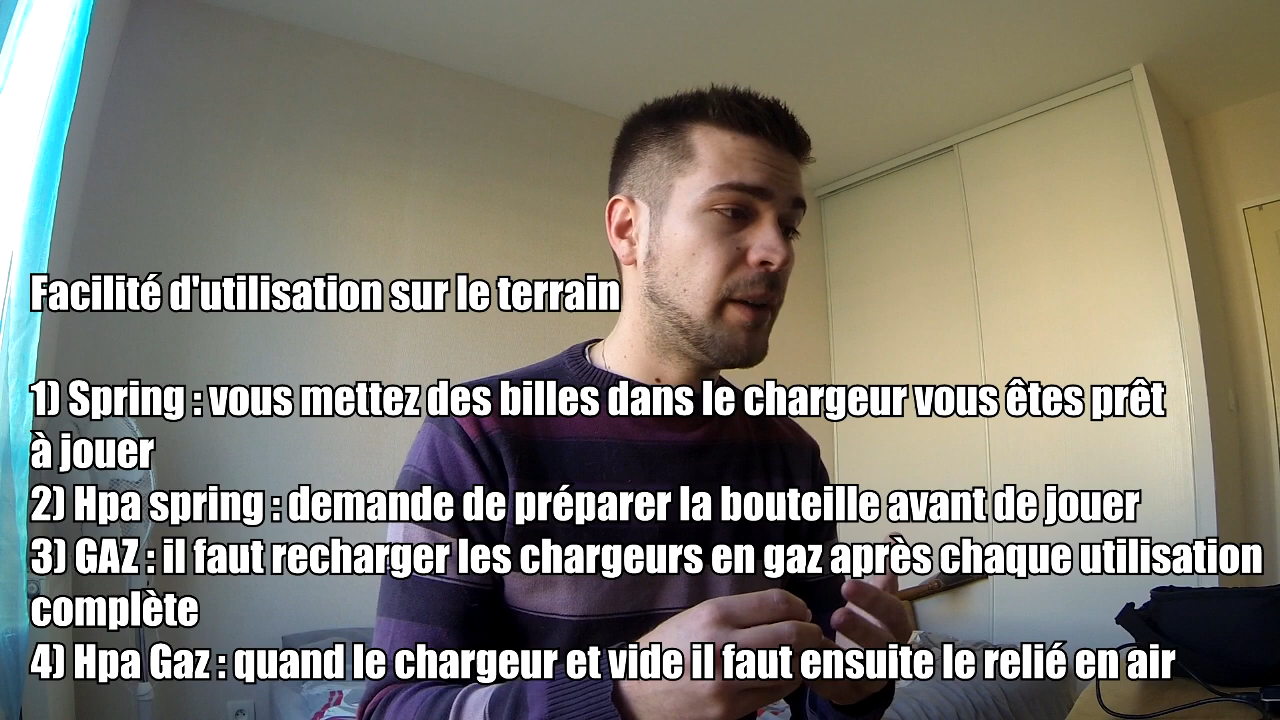 Facilité d'utilisation sur le terrain
1) Spring : vous mettez des billes dans le chargeur vous êtes prêt
à jouer
2) Hpa spring : demande de préparer la bouteille avant de jouer
3) GAZ : il faut recharger les chargeurs en gaz après chaque utilisation
complète
4) Hpa Gaz : quand le chargeur et vide il faut ensuite le relié en air